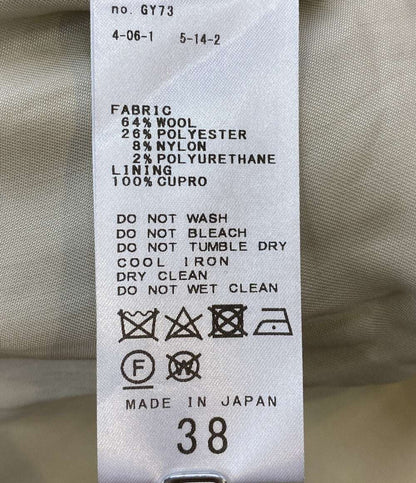 no. GY73
4-06-1 5-14-2
FABRIC
64% WOOL
26% POLYESTER
8% NYLON
2% POLYURETHANE
LINING
100% CUPRO
DO NOT WASH
DO NOT BLEACH
DO NOT TUMBLE DRY
COOL IRON
DRY CLEAN
DO NOT WET CLEAN
F W
MADE IN JAPAN
38